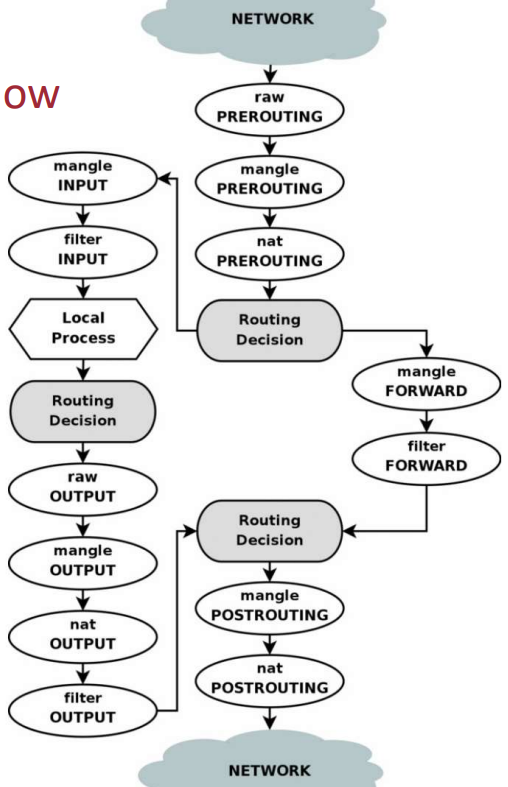 NETWORK
ow
raw
PREROUTING
mangle
PREROUTING
nat
PREROUTING
Routing
Decision
mangle
INPUT
filter
INPUT
Local
Process
Routing
Decision
raw
OUTPUT
mangle
OUTPUT
nat
OUTPUT
filter
OUTPUT
mangle
FORWARD
filter
FORWARD
Routing
Decision
mangle
POSTROUTING
nat
POSTROUTING
NETWORK